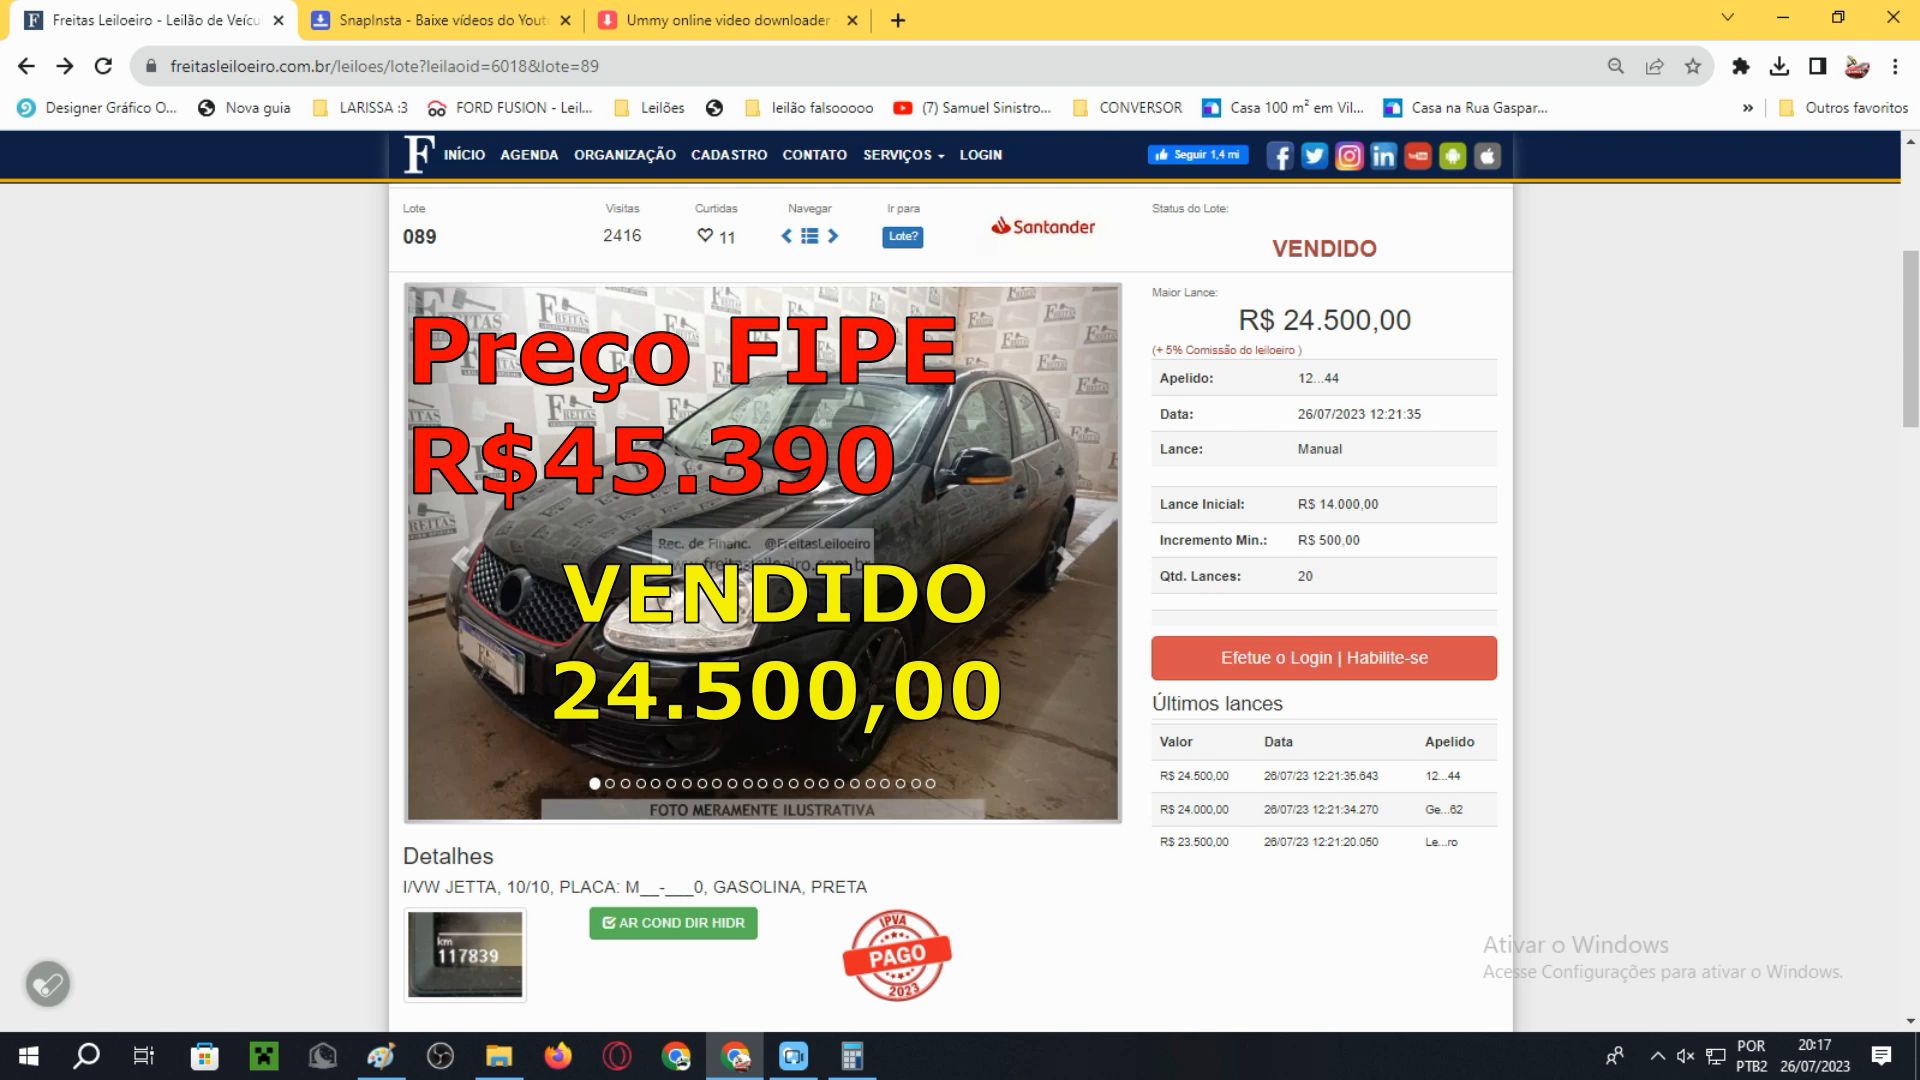 Freitas Leiloeiro - Leilão de Veícu
SnapInsta - Baixe vídeos do Yout
Ummy online video downloader
freitasleiloeiro.com.br/leiloes/lote?leilaoid=6018&lote=89
Designer Gráfico O...
Nova guia
LARISSA :3
FORD FUSION - Leil...
Leilões
leilão falsooooo
(7) Samuel Sinistro...
CONVERSOR
Casa 100 m² em Vil...
Casa na Rua Gaspar...
»
Outros favoritos
F INÍCIO AGENDA ORGANIZAÇÃO CADASTRO CONTATO SERVIÇOS LOGIN
Seguir 1,4 mi
Lote
089
Visitas
2416
Curtidas
11
Navegar
Ir para
Lote?
Santander
Status do Lote:
VENDIDO
Preço FIPE
R$45.390
Rec. de Financ. @FreitasLeiloeiro
www.freitasleiloeiro.com.br
VENDIDO
24.500,00
FOTO MERAMENTE ILUSTRATIVA
Maior Lance:
R$ 24.500,00
(+ 5% Comissão do leiloeiro )
Apelido: 12...44
Data: 26/07/2023 12:21:35
Lance: Manual
Lance Inicial: R$ 14.000,00
Incremento Min.: R$ 500,00
Qtd. Lances: 20
Efetue o Login | Habilite-se
Últimos lances
Valor Data Apelido
R$ 24.500,00 26/07/23 12:21:35.643 12...44
R$ 24.000,00 26/07/23 12:21:34.270 Ge...62
R$ 23.500,00 26/07/23 12:21:20.050 Le...ro
Detalhes
I/VW JETTA, 10/10, PLACA: M__-___0, GASOLINA, PRETA
km
117839
AR COND DIR HIDR
IPVA
PAGO
2023
Ativar o Windows
Acesse Configurações para ativar o Windows.
POR
PTB2
20:17
26/07/2023